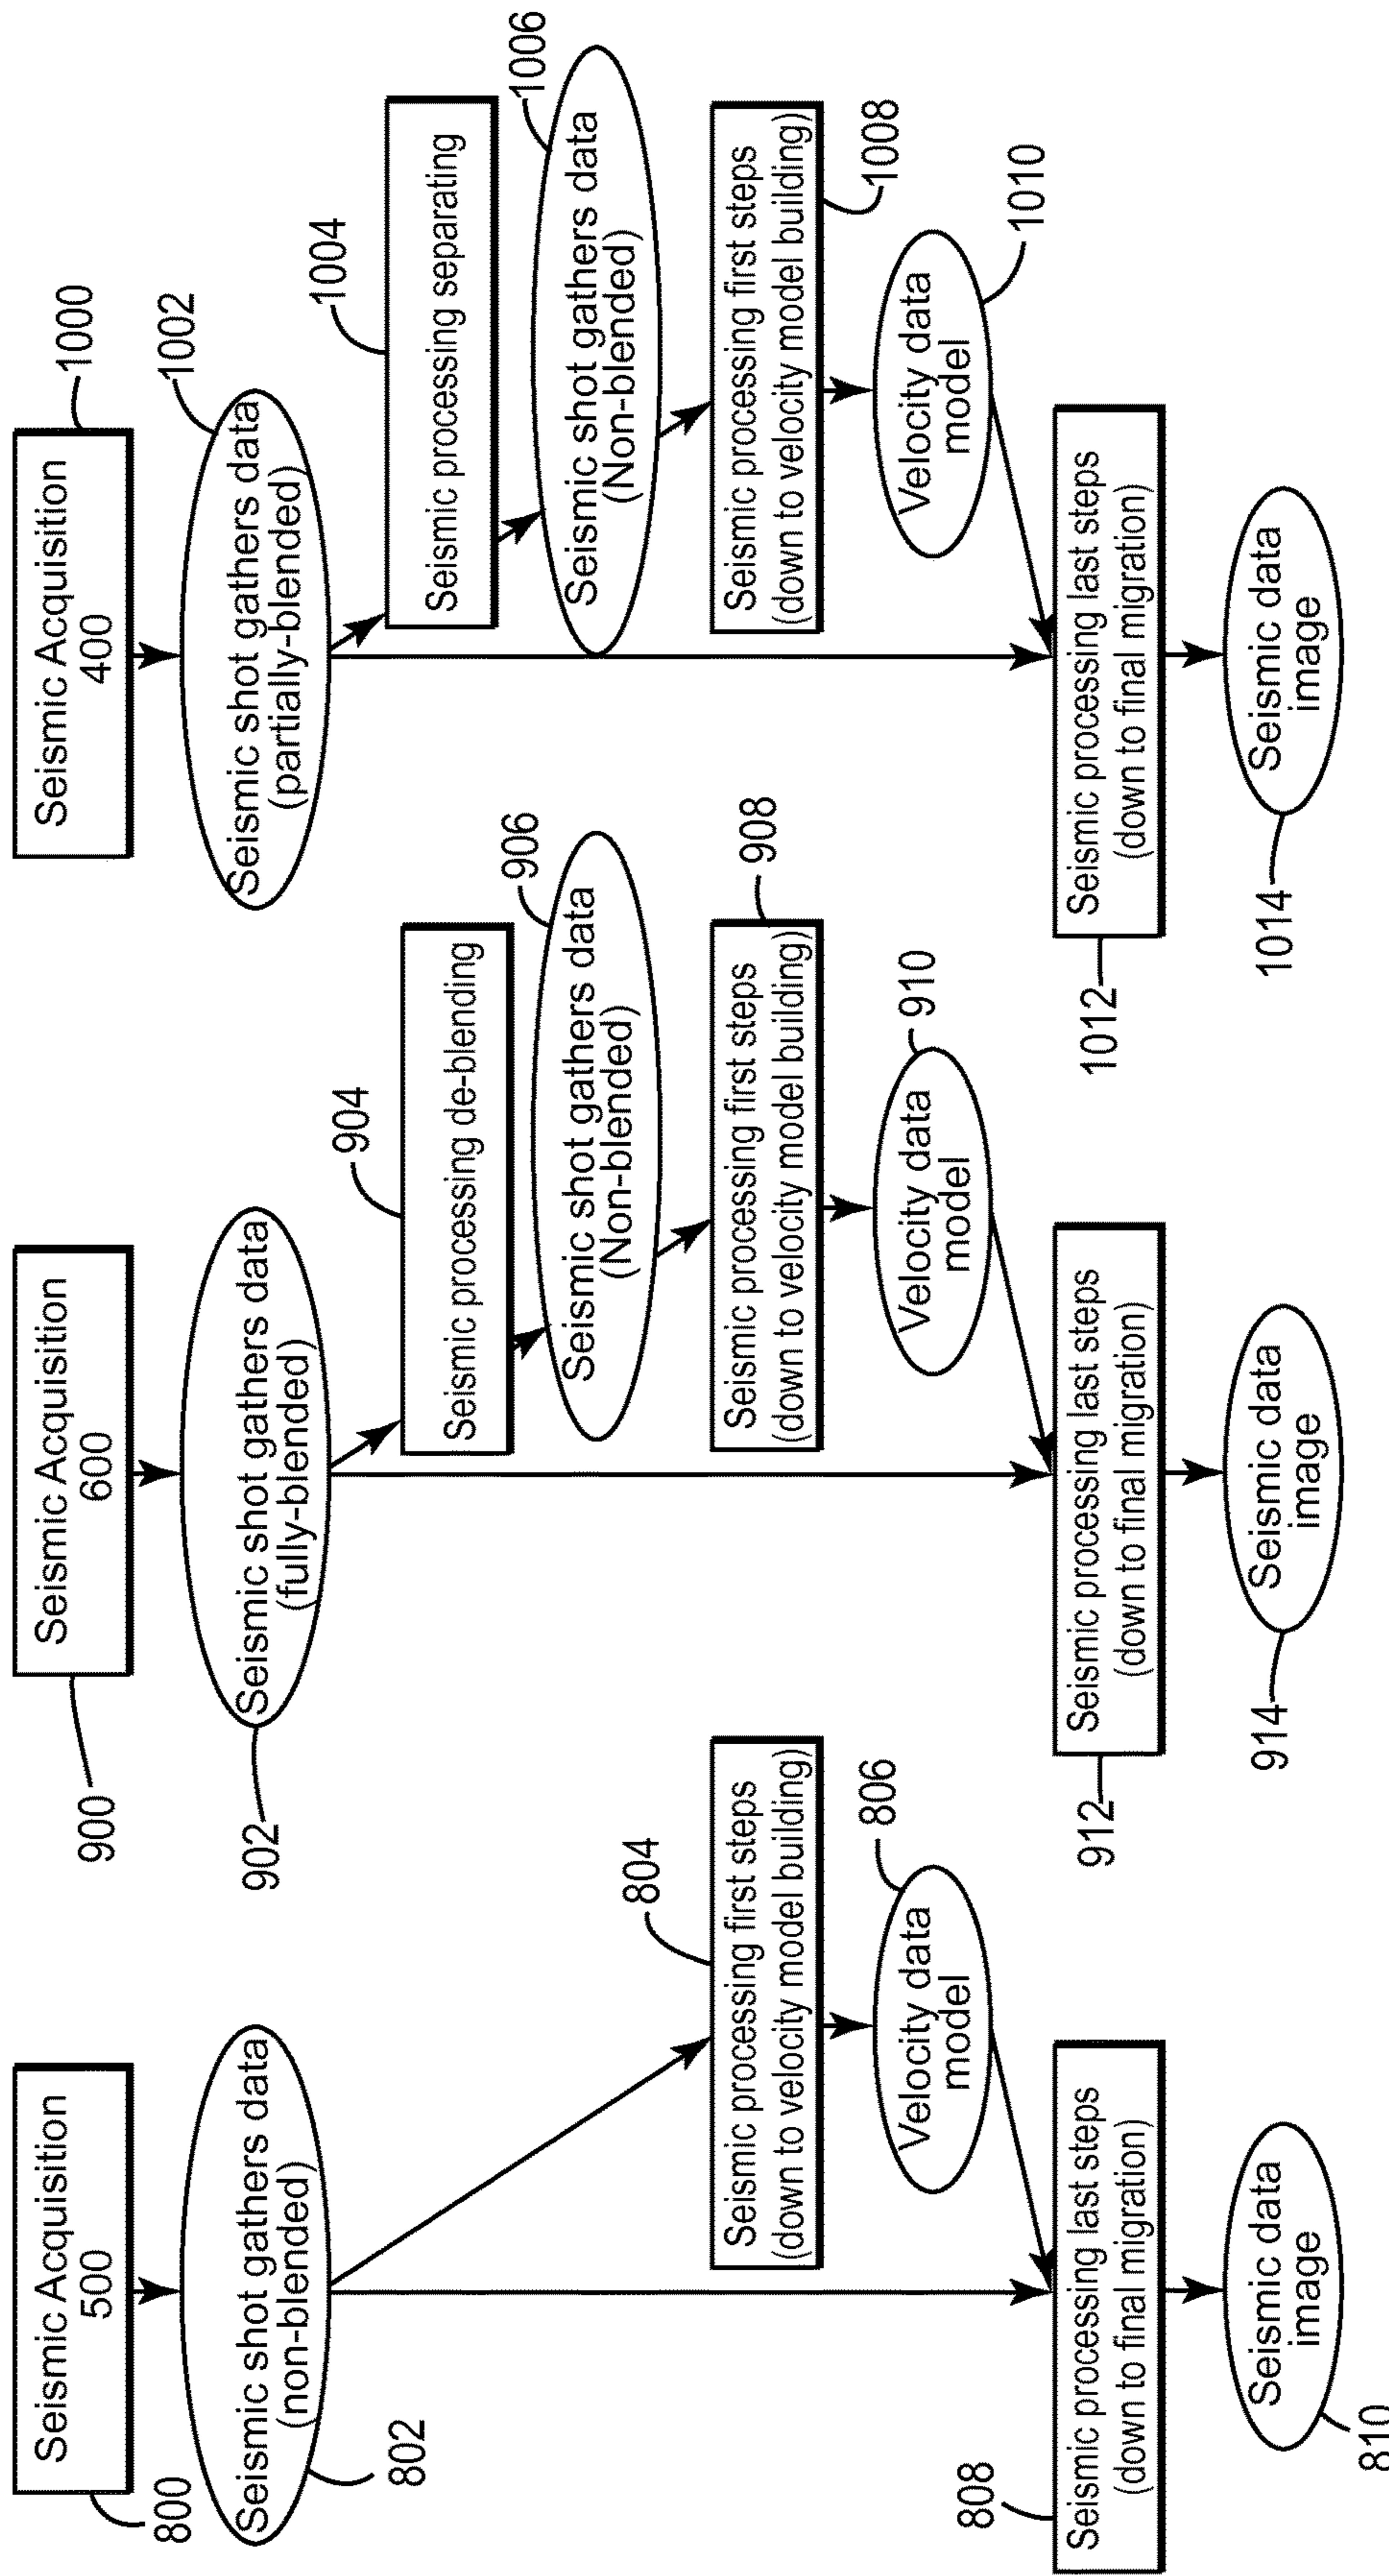 Seismic Acquisition
500
800
Seismic shot gathers data
(non-blended)
802
804
Seismic processing first steps
(down to velocity model building)
806
Velocity data
model
808
Seismic processing last steps
(down to final migration)
Seismic data
image
810
Seismic Acquisition
600
900
Seismic shot gathers data
(fully-blended)
902
904
Seismic processing de-blending
906
Seismic shot gathers data
(Non-blended)
908
Seismic processing first steps
(down to velocity model building)
910
Velocity data
model
Seismic processing last steps
(down to final migration)
912
Seismic data
image
914
Seismic Acquisition
400
1000
Seismic shot gathers data
(partially-blended)
1002
1004
Seismic processing separating
1006
Seismic shot gathers data
(Non-blended)
Seismic processing first steps
(down to velocity model building)
1008
Velocity data
model
1010
Seismic processing last steps
(down to final migration)
1012
Seismic data
image
1014